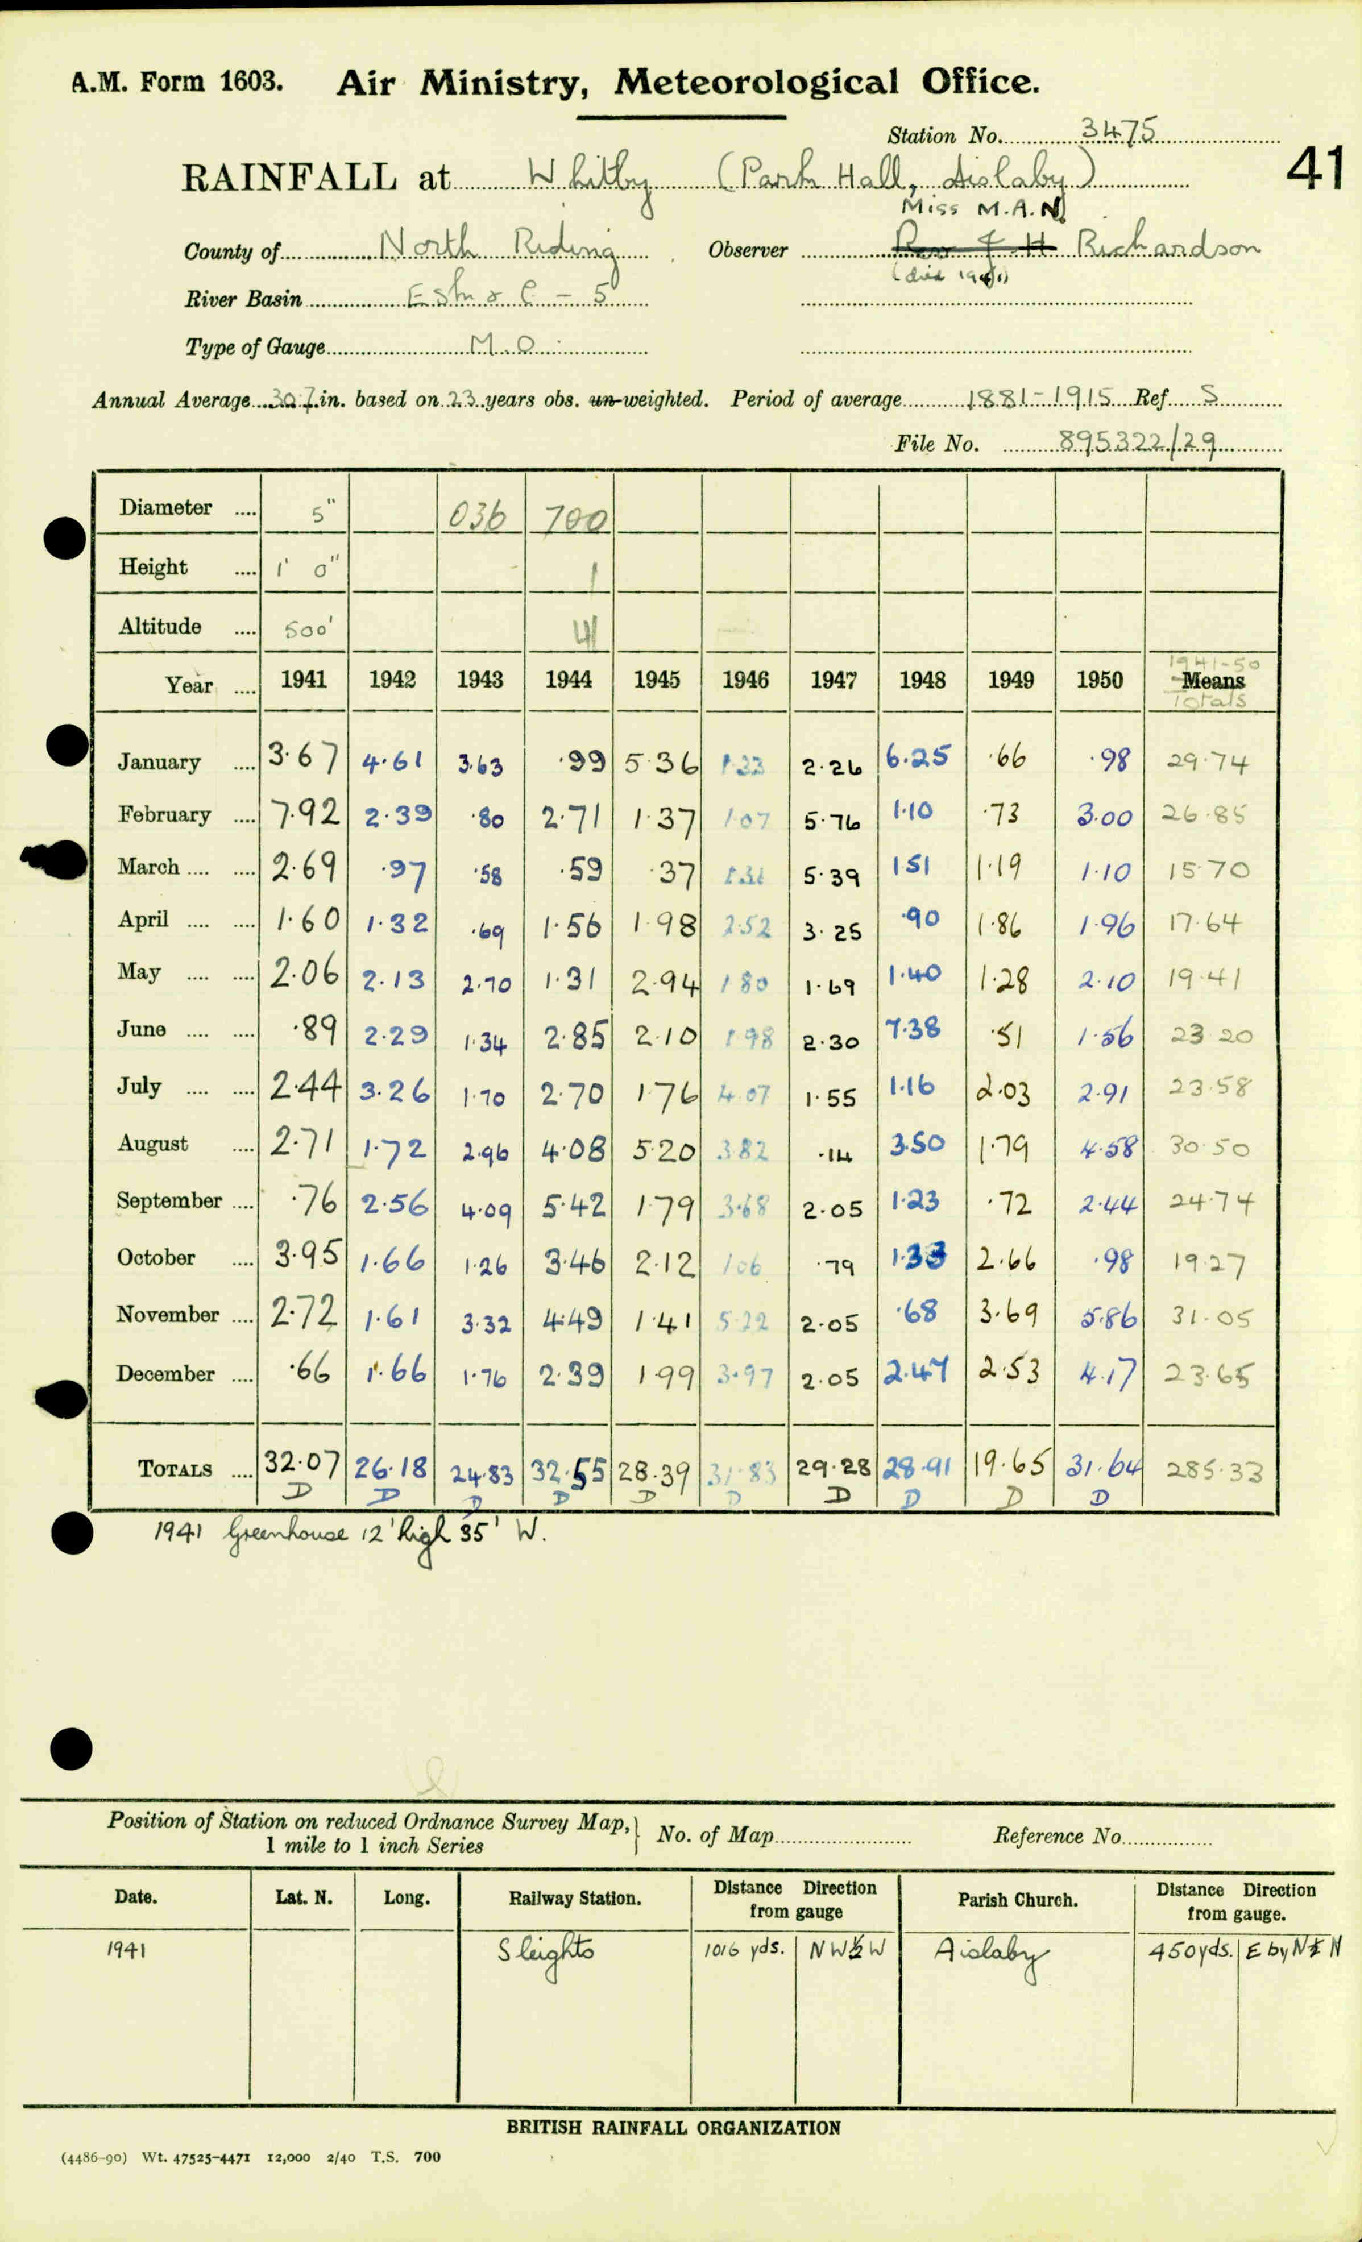 A.M. Form 1603. Air Ministry, Meteorological Office.
Station No. 3475
41
RAINFALL at Whitby (Park Hall, Aislaby)
Miss M.A.N.
County of North Riding Observer Richardson
(died 1941)
River Basin Esk & C - 5
Type of Gauge M.O.
Annual Average 30.7 in. based on 23 years obs. un-weighted. Period of average 1881-1915 Ref S
File No. 895322/29
Diameter .... 5" 036 700
Height .... 1' 0" 1
Altitude .... 500' 41
1941-50
Year .... 1941 1942 1943 1944 1945 1946 1947 1948 1949 1950 Means
Totals
January .... 3.67 4.61 3.63 .99 5.36 1.33 2.26 6.25 .66 .98 29.74
February .... 7.92 2.39 .80 2.71 1.37 1.07 5.76 1.10 .73 3.00 26.85
March .... .... 2.69 .97 .58 .59 .37 1.31 5.39 1.51 1.19 1.10 15.70
April .... .... 1.60 1.32 .69 1.56 1.98 2.52 3.25 .90 1.86 1.96 17.64
May .... .... 2.06 2.13 2.70 1.31 2.94 1.80 1.69 1.40 1.28 2.10 19.41
June .... .... .89 2.29 1.34 2.85 2.10 1.98 2.30 7.38 .51 1.56 23.20
July .... .... 2.44 3.26 1.70 2.70 1.76 4.07 1.55 1.16 2.03 2.91 23.58
August .... 2.71 1.72 2.96 4.08 5.20 3.82 .14 3.50 1.79 4.58 30.50
September .... .76 2.56 4.09 5.42 1.79 3.68 2.05 1.23 .72 2.44 24.74
October .... 3.95 1.66 1.26 3.46 2.12 1.06 .79 1.33 2.66 .98 19.27
November .... 2.72 1.61 3.32 4.49 1.41 5.22 2.05 .68 3.69 5.86 31.05
December .... .66 1.66 1.76 2.39 1.99 3.97 2.05 2.47 2.53 4.17 23.65
TOTALS .... 32.07 26.18 24.83 32.55 28.39 31.83 29.28 28.91 19.65 31.64 285.33
D D D D D D D D D D
1941 Greenhouse 12' high 35' W.
Position of Station on reduced Ordnance Survey Map,} No. of Map Reference No.
1 mile to 1 inch Series
Date. Lat. N. Long. Railway Station. Distance Direction from gauge Parish Church. Distance Direction from gauge.
1941 Sleights 1016 yds. NW½W Aislaby 450yds. E by N½N
BRITISH RAINFALL ORGANIZATION
(4486-90) Wt. 47525-4471 12,000 2/40 T.S. 700